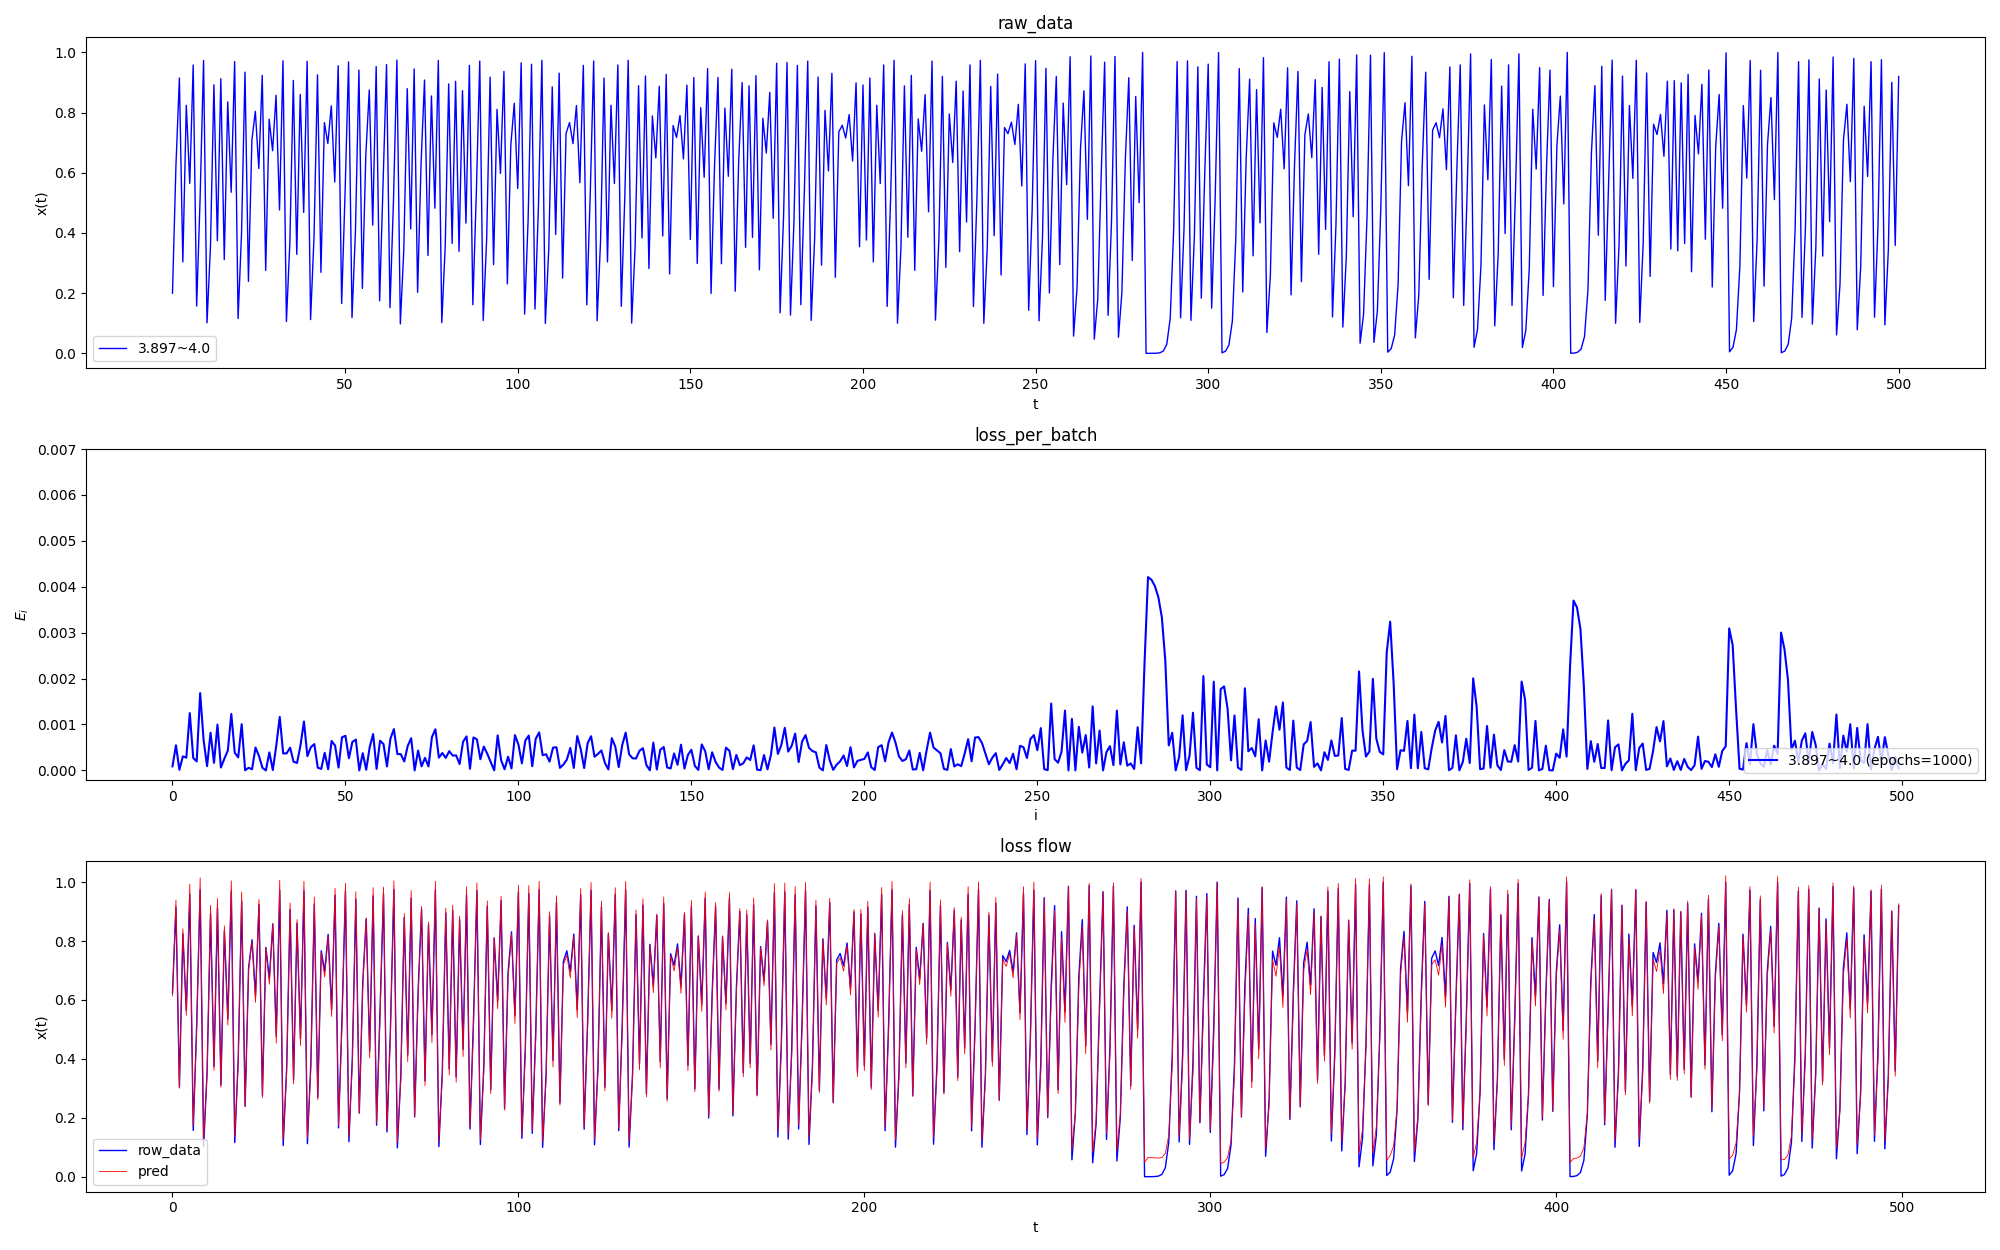 raw_data
x(t)
1.0
0.8
0.6
0.4
0.2
0.0
3.897~4.0
50 100 150 200 250 300 350 400 450 500
t
loss_per_batch
E_i
0.007
0.006
0.005
0.004
0.003
0.002
0.001
0.000
3.897~4.0 (epochs=1000)
0 50 100 150 200 250 300 350 400 450 500
i
loss flow
x(t)
1.0
0.8
0.6
0.4
0.2
0.0
row_data
pred
0 100 200 300 400 500
t